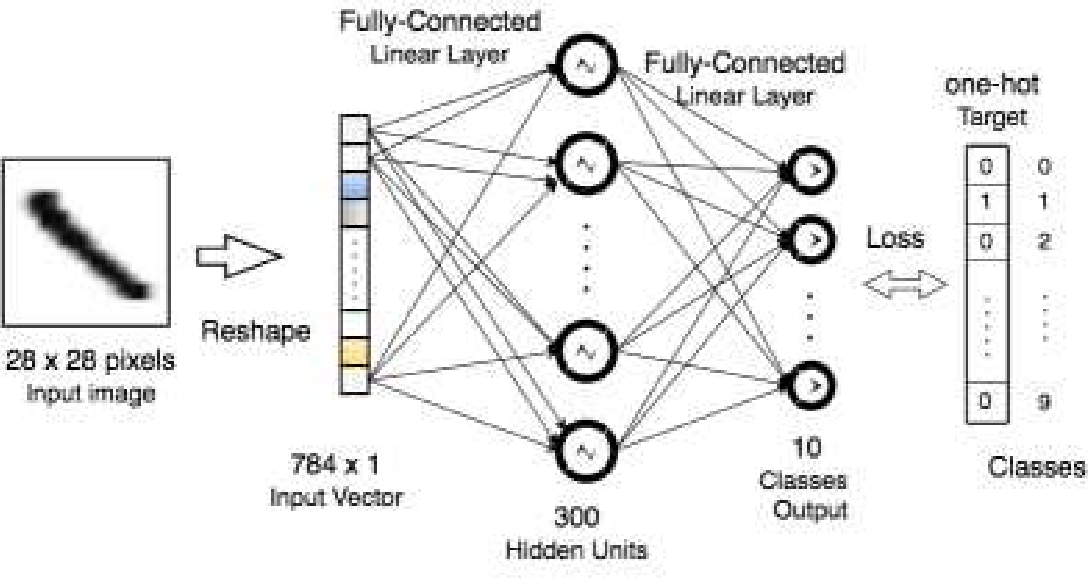 Fully-Connected
Linear Layer
Fully-Connected
Linear Layer
one-hot
Target
0 0
1 1
0 2
0 9
Classes
Loss
Reshape
28 x 28 pixels
Input image
784 x 1
Input Vector
300
Hidden Units
10
Classes
Output